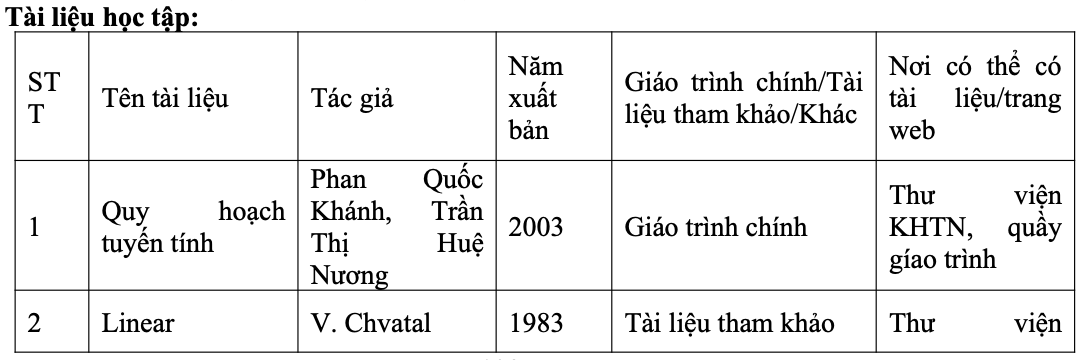 Tài liệu học tập:
ST
T
Tên tài liệu
Tác giả
Năm
xuất
bản
Giáo trình chính/Tài
liệu tham khảo/Khác
Nơi có thể có
tài liệu/trang
web
1
Quy hoạch
tuyến tính
Phan Quốc
Khánh, Trần
Thị Huệ
Nương
2003
Giáo trình chính
Thư viện
KHTN, quầy
gíao trình
2
Linear
V. Chvatal
1983
Tài liệu tham khảo
Thư viện